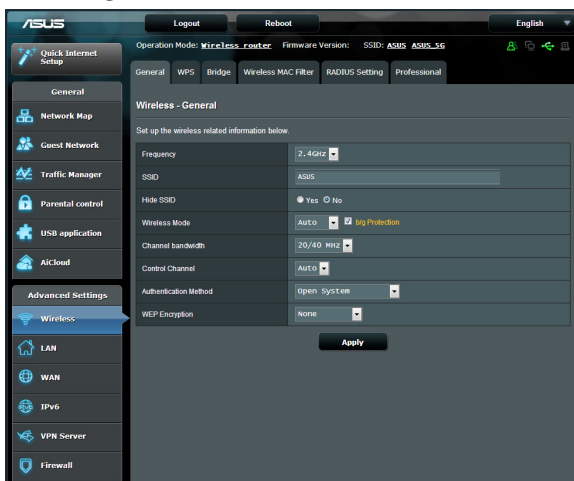 ASUS
Logout Reboot English
Quick Internet Setup
Operation Mode: Wireless router Firmware Version: SSID: ASUS ASUS_5G
General WPS Bridge Wireless MAC Filter RADIUS Setting Professional
General
Network Map
Guest Network
Traffic Manager
Parental control
USB application
AiCloud
Advanced Settings
Wireless
LAN
WAN
IPv6
VPN Server
Firewall
Wireless - General
Set up the wireless related information below.
Frequency 2.4GHz
SSID ASUS
Hide SSID Yes No
Wireless Mode Auto b/g Protection
Channel bandwidth 20/40 MHz
Control Channel Auto
Authentication Method Open System
WEP Encryption None
Apply